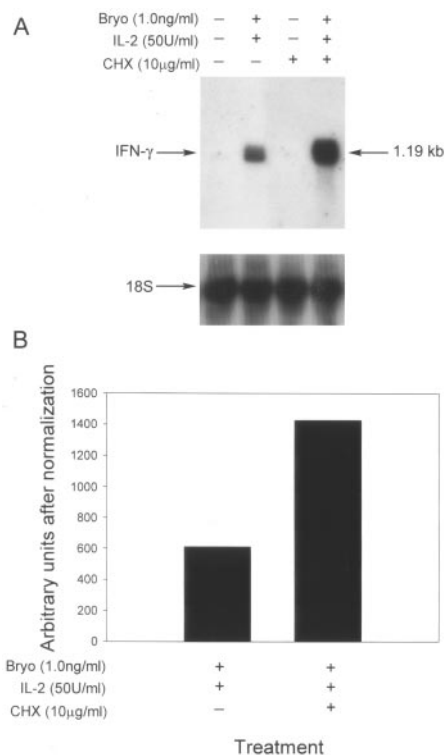 A
Bryo (1.0ng/ml) – + – +
IL-2 (50U/ml) – + – +
CHX (10μg/ml) – – + +
IFN-γ
1.19 kb
18S
B
Arbitrary units after normalization
1600
1400
1200
1000
800
600
400
200
0
Bryo (1.0ng/ml) + +
IL-2 (50U/ml) + +
CHX (10μg/ml) – +
Treatment